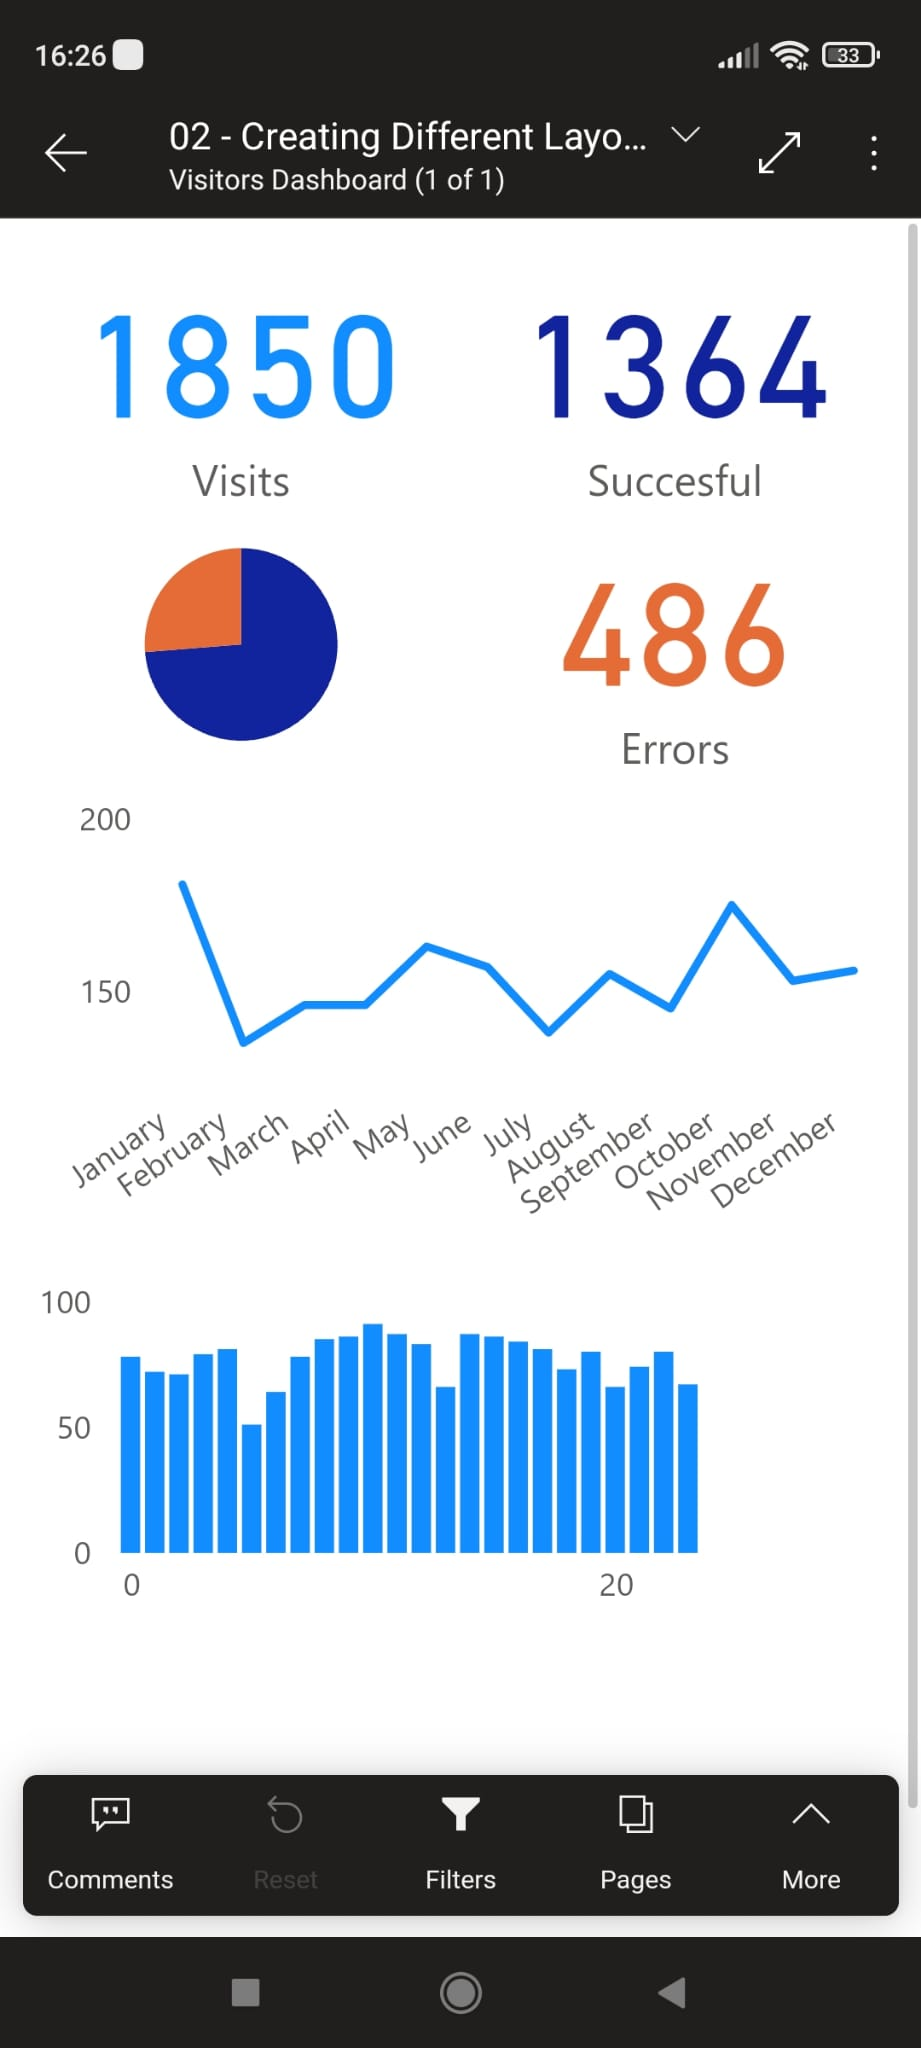 16:26
33
02 - Creating Different Layo...
Visitors Dashboard (1 of 1)
1850
1364
Visits
Succesful
486
Errors
200
150
January
February
March
April
May
June
July
August
September
October
November
December
100
50
0
0
20
Comments
Reset
Filters
Pages
More